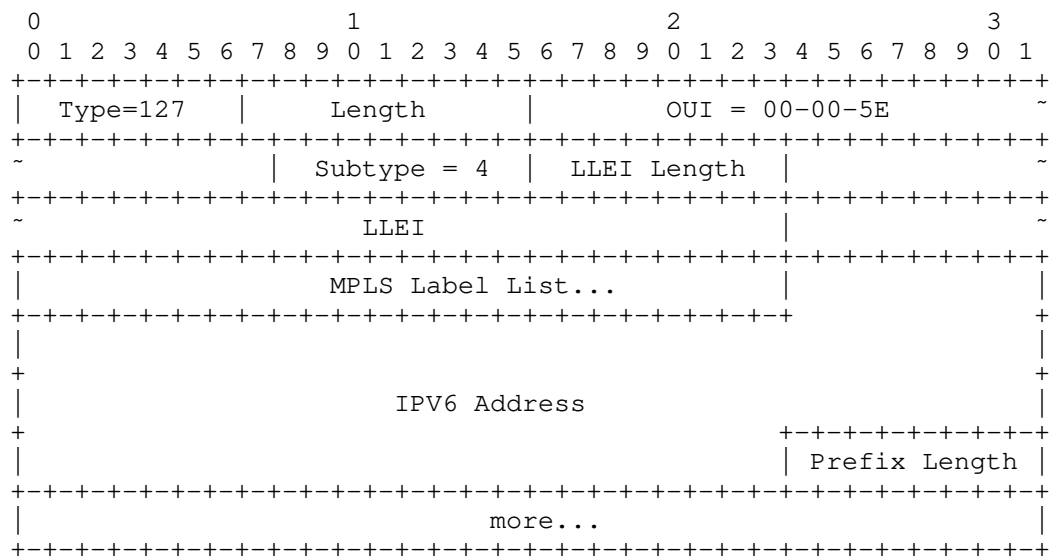 0                   1                   2                   3
 0 1 2 3 4 5 6 7 8 9 0 1 2 3 4 5 6 7 8 9 0 1 2 3 4 5 6 7 8 9 0 1
+-+-+-+-+-+-+-+-+-+-+-+-+-+-+-+-+-+-+-+-+-+-+-+-+-+-+-+-+-+-+-+-+
|  Type=127   |     Length      |        OUI = 00-00-5E         ~
+-+-+-+-+-+-+-+-+-+-+-+-+-+-+-+-+-+-+-+-+-+-+-+-+-+-+-+-+-+-+-+-+
~               |  Subtype = 4  |  LLEI Length  |               ~
+-+-+-+-+-+-+-+-+-+-+-+-+-+-+-+-+-+-+-+-+-+-+-+-+-+-+-+-+-+-+-+-+
~                     LLEI                      |               ~
+-+-+-+-+-+-+-+-+-+-+-+-+-+-+-+-+-+-+-+-+-+-+-+-+-+-+-+-+-+-+-+-+
|                   MPLS Label List...          |               |
+-+-+-+-+-+-+-+-+-+-+-+-+-+-+-+-+-+-+-+-+-+-+-+-+               +
|                                                               |
+                                                               +
|                       IPV6 Address                            |
+                                               +-+-+-+-+-+-+-+-+
|                                               | Prefix Length |
+-+-+-+-+-+-+-+-+-+-+-+-+-+-+-+-+-+-+-+-+-+-+-+-+-+-+-+-+-+-+-+-+
|                             more...                           |
+-+-+-+-+-+-+-+-+-+-+-+-+-+-+-+-+-+-+-+-+-+-+-+-+-+-+-+-+-+-+-+-+